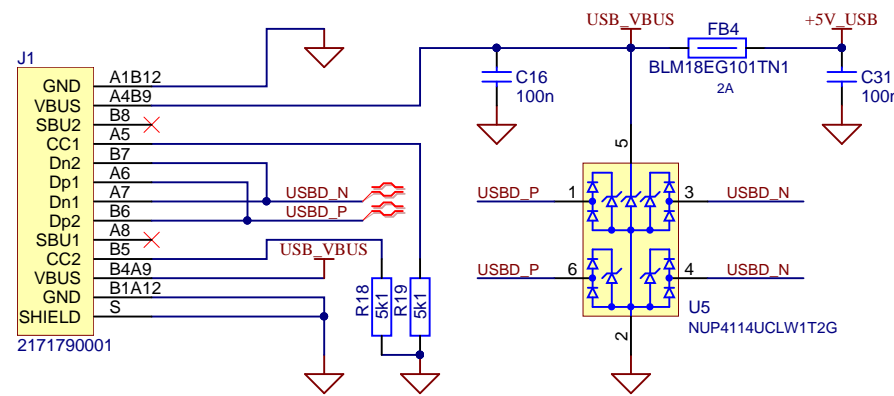 USB_VBUS
+5V_USB
FB4
BLM18EG101TN1
2A
C16
100n
C31
100n
J1
GND A1B12
VBUS A4B9
SBU2 B8
CC1 A5
Dn2 B7
Dp1 A6
Dn1 A7
Dp2 B6
SBU1 A8
CC2 B5
VBUS B4A9
GND B1A12
SHIELD S
2171790001
USBD_N
USBD_P
USB_VBUS
R18
5k1
R19
5k1
5
USBD_P 1
3 USBD_N
USBD_P 6
4 USBD_N
2
U5
NUP4114UCLW1T2G